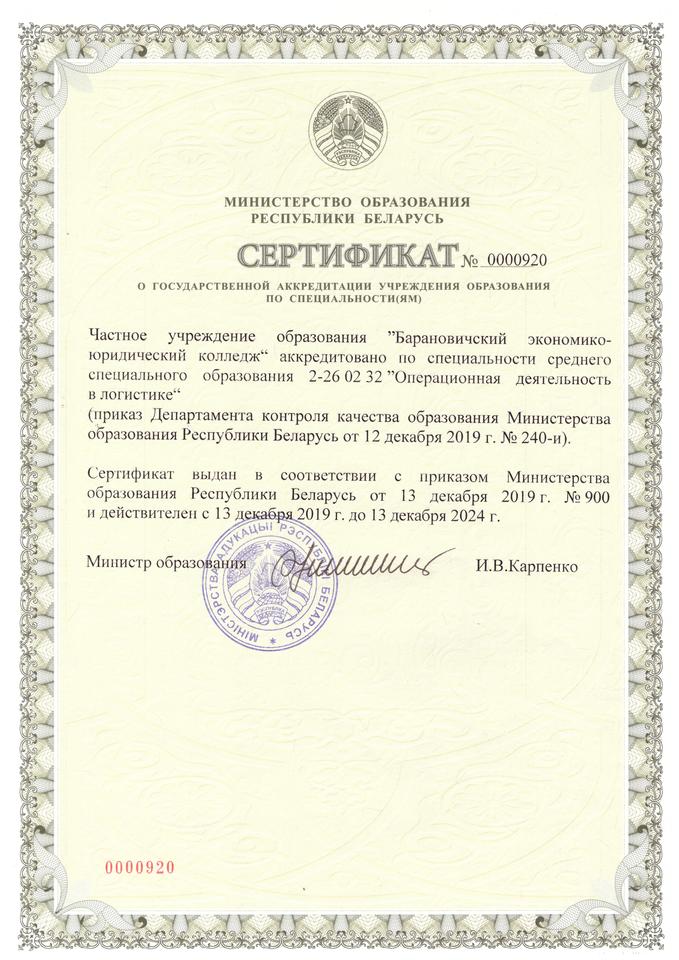 МИНИСТЕРСТВО ОБРАЗОВАНИЯ
РЕСПУБЛИКИ БЕЛАРУСЬ
СЕРТИФИКАТ № 0000920
О ГОСУДАРСТВЕННОЙ АККРЕДИТАЦИИ УЧРЕЖДЕНИЯ ОБРАЗОВАНИЯ
ПО СПЕЦИАЛЬНОСТИ(ЯМ)
Частное учреждение образования ”Барановичский экономико-
юридический колледж“ аккредитовано по специальности среднего
специального образования 2-26 02 32 ”Операционная деятельность
в логистике“
(приказ Департамента контроля качества образования Министерства
образования Республики Беларусь от 12 декабря 2019 г. № 240-и).
Сертификат выдан в соответствии с приказом Министерства
образования Республики Беларусь от 13 декабря 2019 г. № 900
и действителен с 13 декабря 2019 г. до 13 декабря 2024 г.
Министр образования И.В.Карпенко
МІНІСТЭРСТВА АДУКАЦЫІ РЭСПУБЛІКІ БЕЛАРУСЬ
0000920